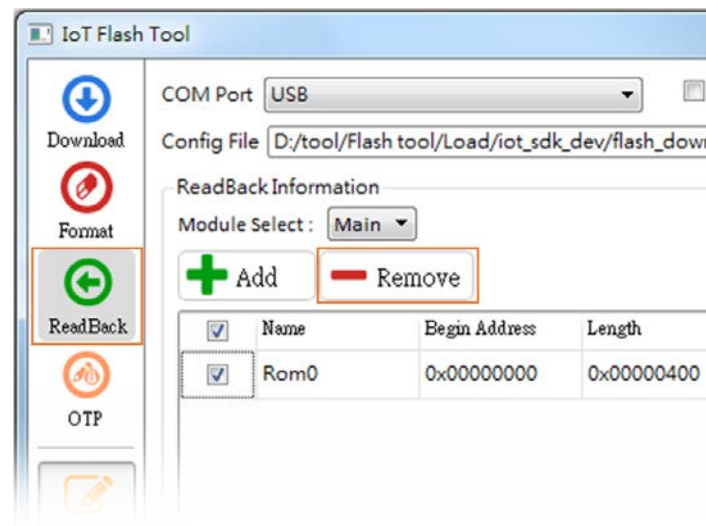 IoT Flash Tool
Download
Format
ReadBack
OTP
COM Port USB
Config File D:/tool/Flash tool/Load/iot_sdk_dev/flash_dow
ReadBack Information
Module Select : Main
Add Remove
Name Begin Address Length
Rom0 0x00000000 0x00000400